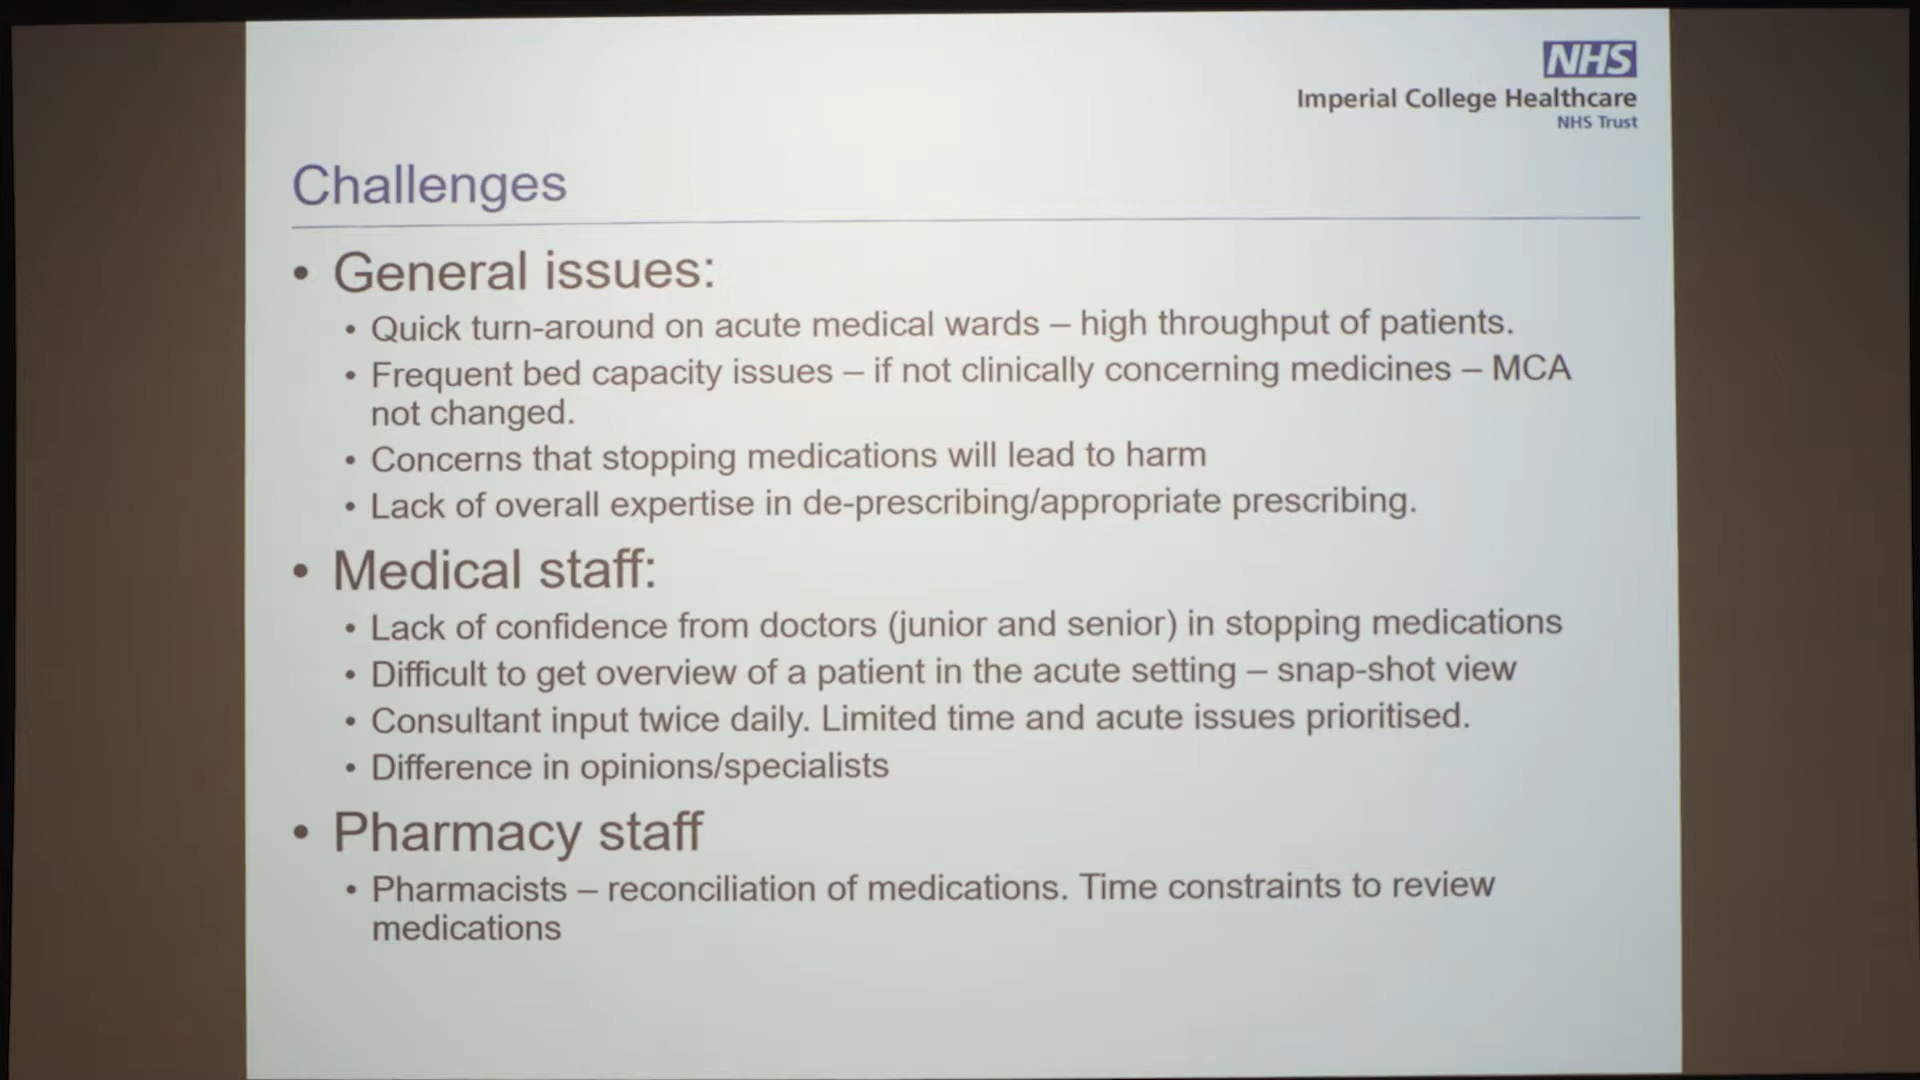 NHS
Imperial College Healthcare
NHS Trust
Challenges
• General issues:
• Quick turn-around on acute medical wards – high throughput of patients.
• Frequent bed capacity issues – if not clinically concerning medicines – MCA
not changed.
• Concerns that stopping medications will lead to harm
• Lack of overall expertise in de-prescribing/appropriate prescribing.
• Medical staff:
• Lack of confidence from doctors (junior and senior) in stopping medications
• Difficult to get overview of a patient in the acute setting – snap-shot view
• Consultant input twice daily. Limited time and acute issues prioritised.
• Difference in opinions/specialists
• Pharmacy staff
• Pharmacists – reconciliation of medications. Time constraints to review
medications